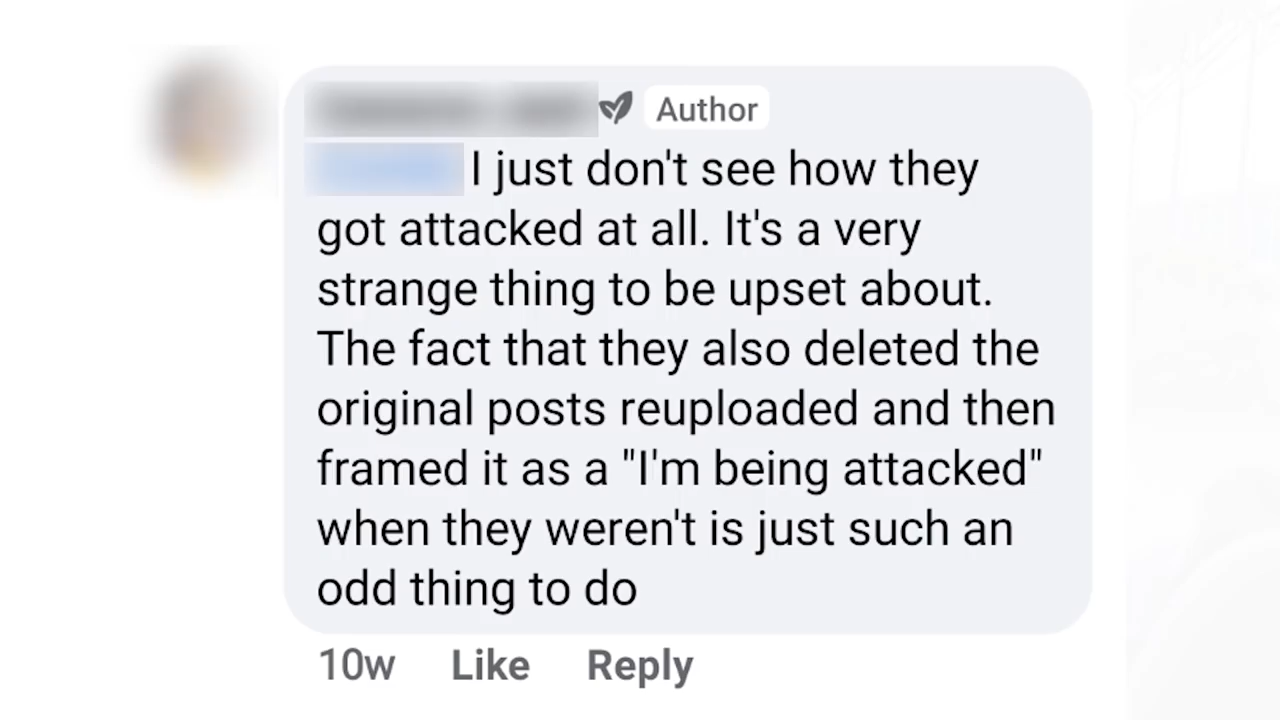 Author
I just don't see how they
got attacked at all. It's a very
strange thing to be upset about.
The fact that they also deleted the
original posts reuploaded and then
framed it as a "I'm being attacked"
when they weren't is just such an
odd thing to do
10w Like Reply